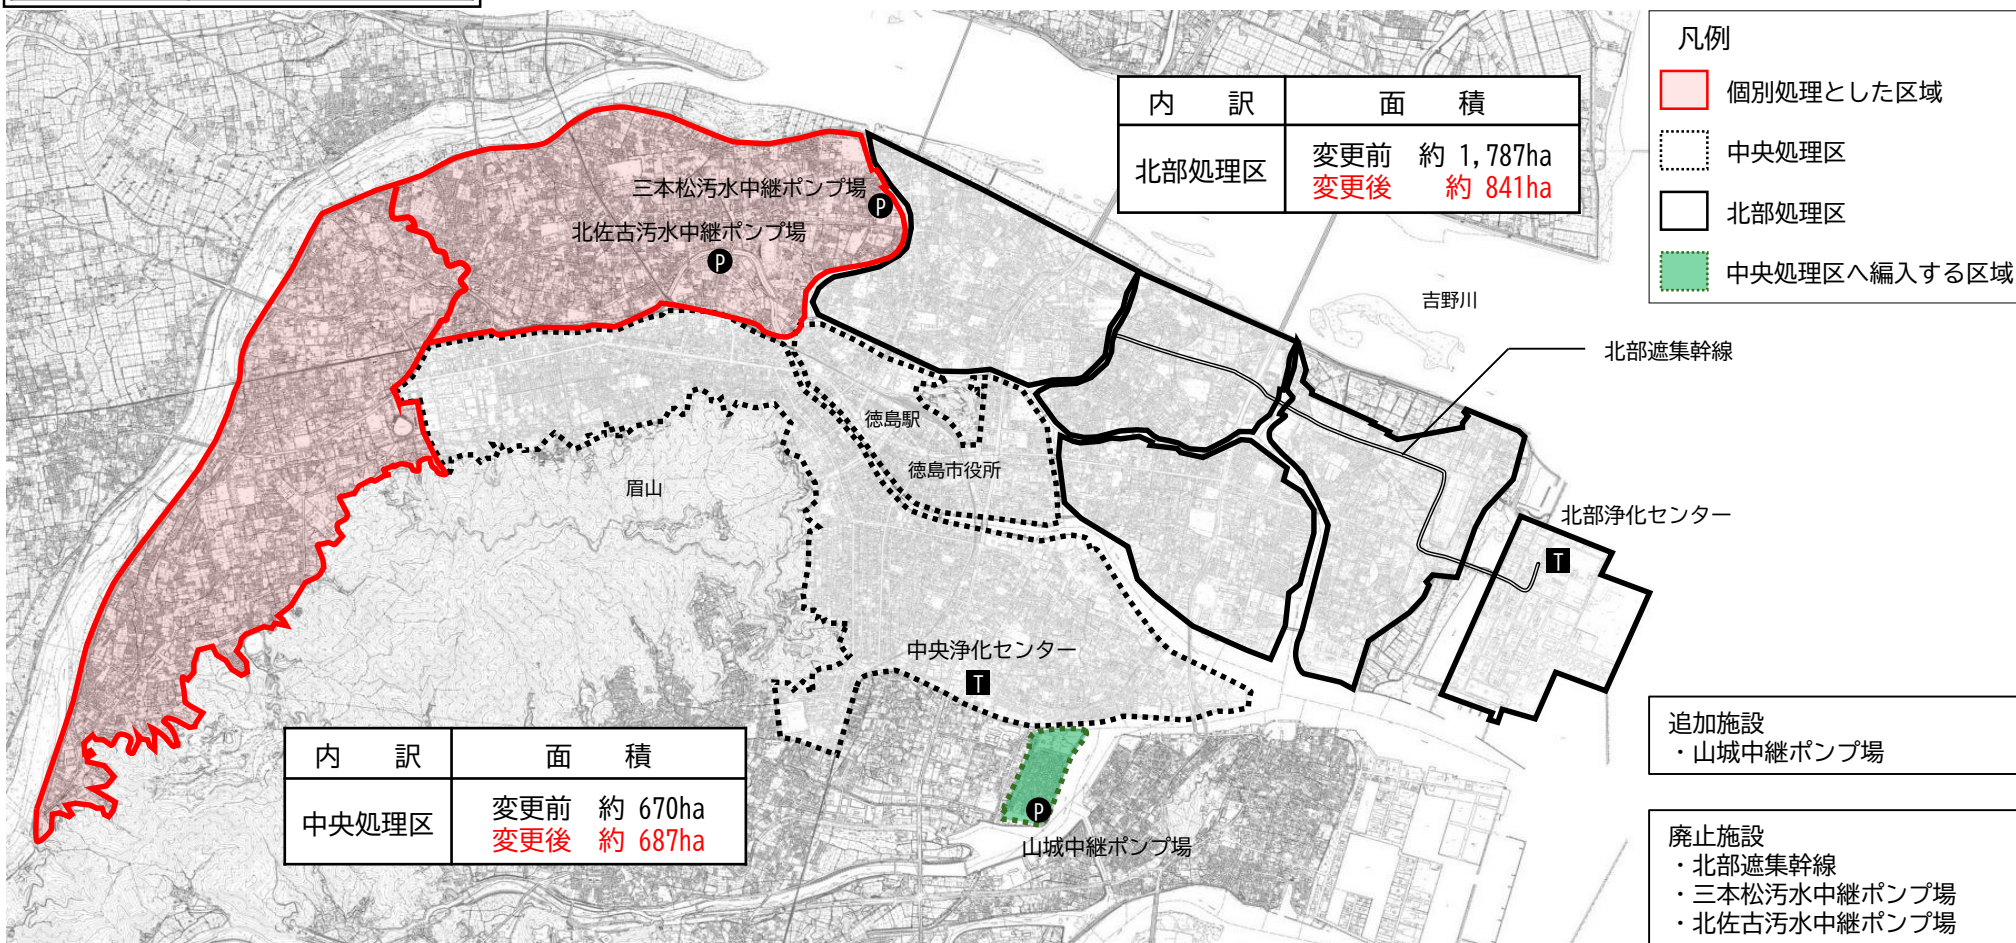 凡例
個別処理とした区域
中央処理区
北部処理区
中央処理区へ編入する区域
内　訳　面　積
北部処理区　変更前　約 1,787ha
変更後　約 841ha
三本松汚水中継ポンプ場
P
北佐古汚水中継ポンプ場
P
吉野川
北部遮集幹線
徳島駅
徳島市役所
眉山
北部浄化センター
T
中央浄化センター
T
内　訳　面　積
中央処理区　変更前　約 670ha
変更後　約 687ha
P
山城中継ポンプ場
追加施設
・山城中継ポンプ場
廃止施設
・北部遮集幹線
・三本松汚水中継ポンプ場
・北佐古汚水中継ポンプ場